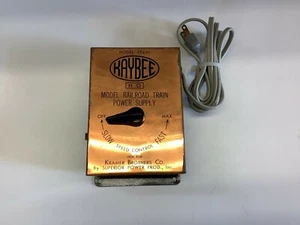 KAYBEE
H.O.
MODEL RAILROAD TRAIN
POWER SUPPLY
OFF MAX
SLOW FAST
SPEED CONTROL
KRAMER BROTHERS CO.
By SUPERIOR POWER PROD., Inc.